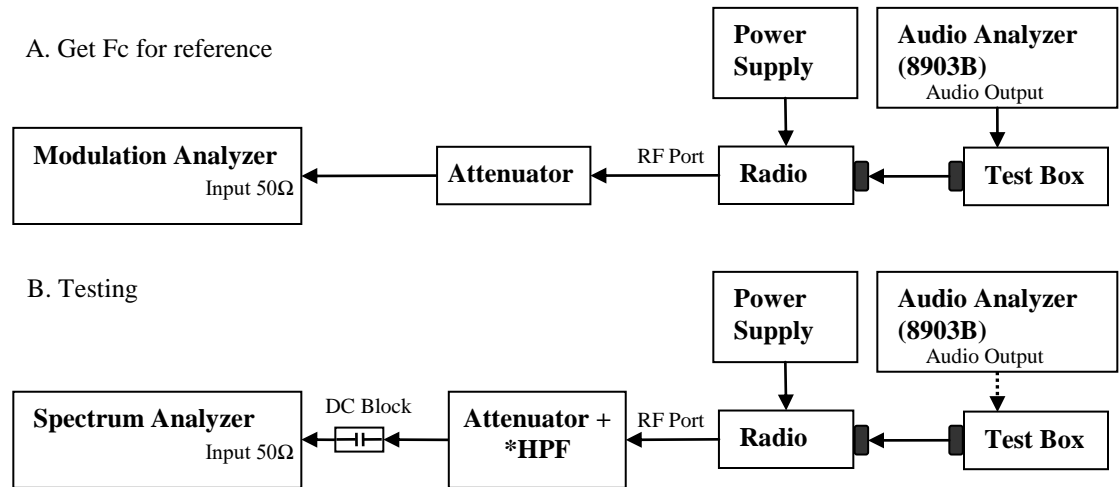 A. Get Fc for reference
Power
Supply
Audio Analyzer
(8903B)
Audio Output
Modulation Analyzer
Input 50Ω
Attenuator
RF Port
Radio
Test Box
B. Testing
Power
Supply
Audio Analyzer
(8903B)
Audio Output
Spectrum Analyzer
Input 50Ω
DC Block
Attenuator +
*HPF
RF Port
Radio
Test Box